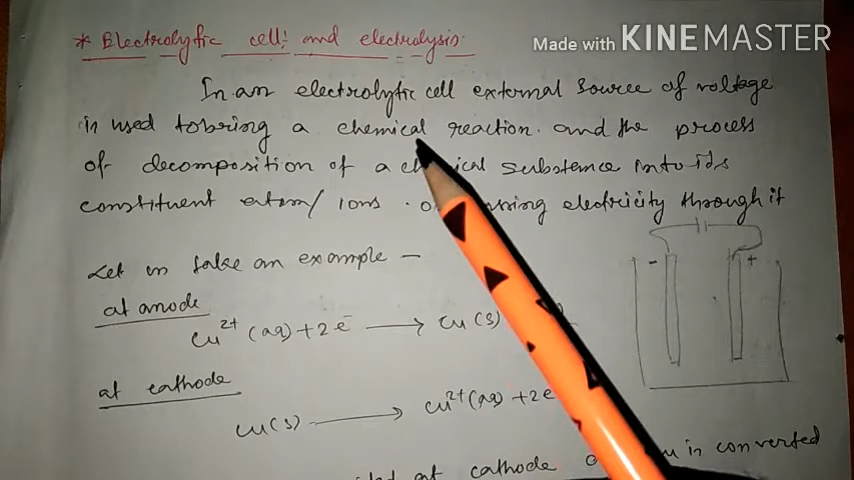 * Electrolytic cell; and electrolysis.
Made with KINEMASTER
In an electrolytic cell external source of voltage
is used to bring a chemical reaction. and the process
of decomposition of a substance into its
constituent atom/ ions . electricity through it
Let us take an example —
- +
at anode
Cu²⁺ (aq) + 2e⁻ → Cu(s)
at cathode
Cu(s) → Cu²⁺(aq) + 2e
at cathode is converted